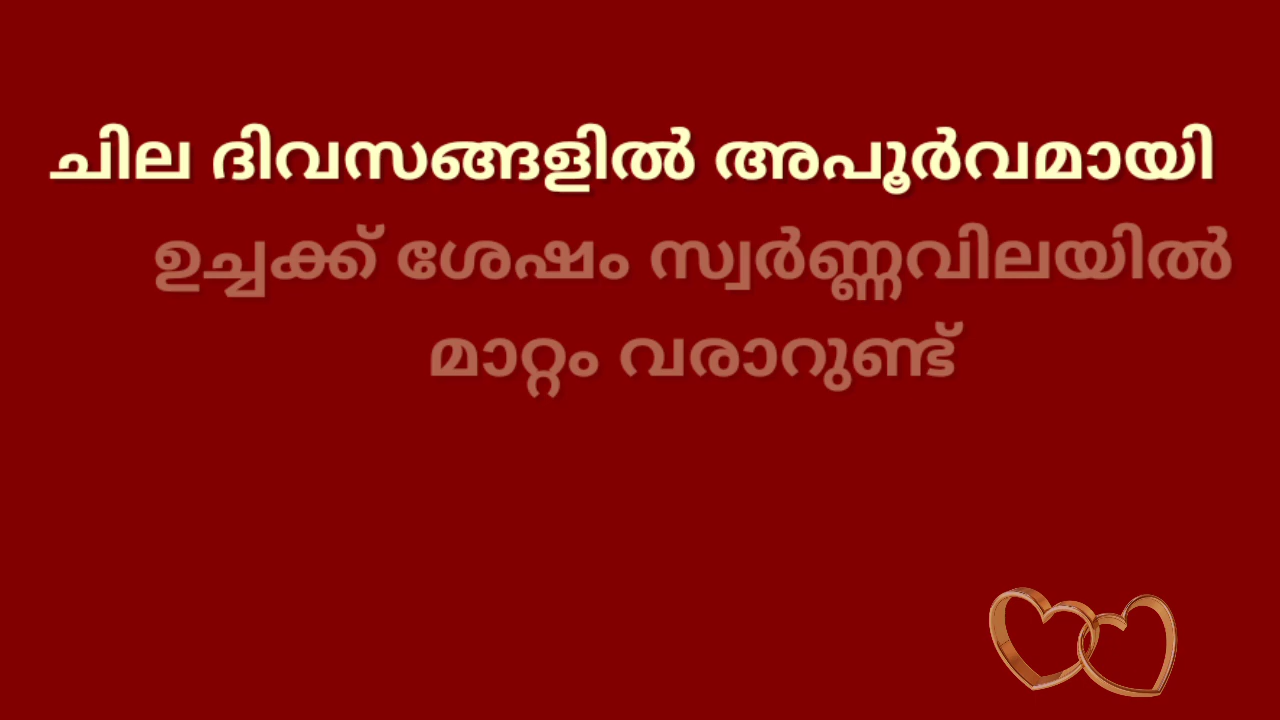 ചില ദിവസങ്ങളിൽ അപൂർവമായി
ഉച്ചക്ക് ശേഷം സ്വർണ്ണവിലയിൽ
മാറ്റം വരാറുണ്ട്